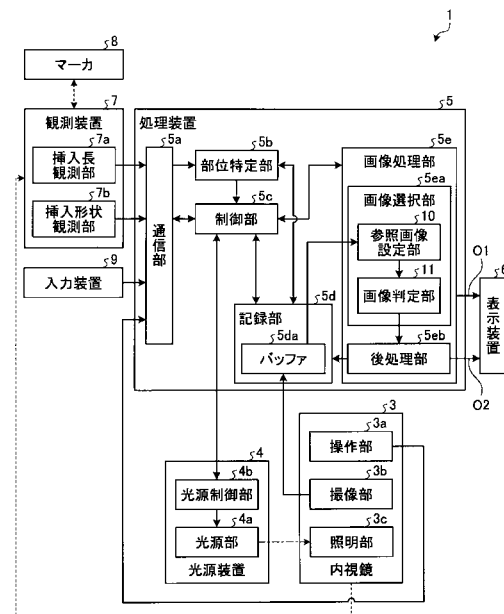 1
8
マーカ
7
観測装置
7a
挿入長
観測部
7b
挿入形状
観測部
9
入力装置
5
処理装置
5a
通信部
5b
部位特定部
5c
制御部
5d
記録部
5da
バッファ
5e
画像処理部
5ea
画像選択部
10
参照画像
設定部
11
画像判定部
5eb
後処理部
O1
O2
6
表示装置
4
4b
光源制御部
4a
光源部
光源装置
3
3a
操作部
3b
撮像部
3c
照明部
内視鏡